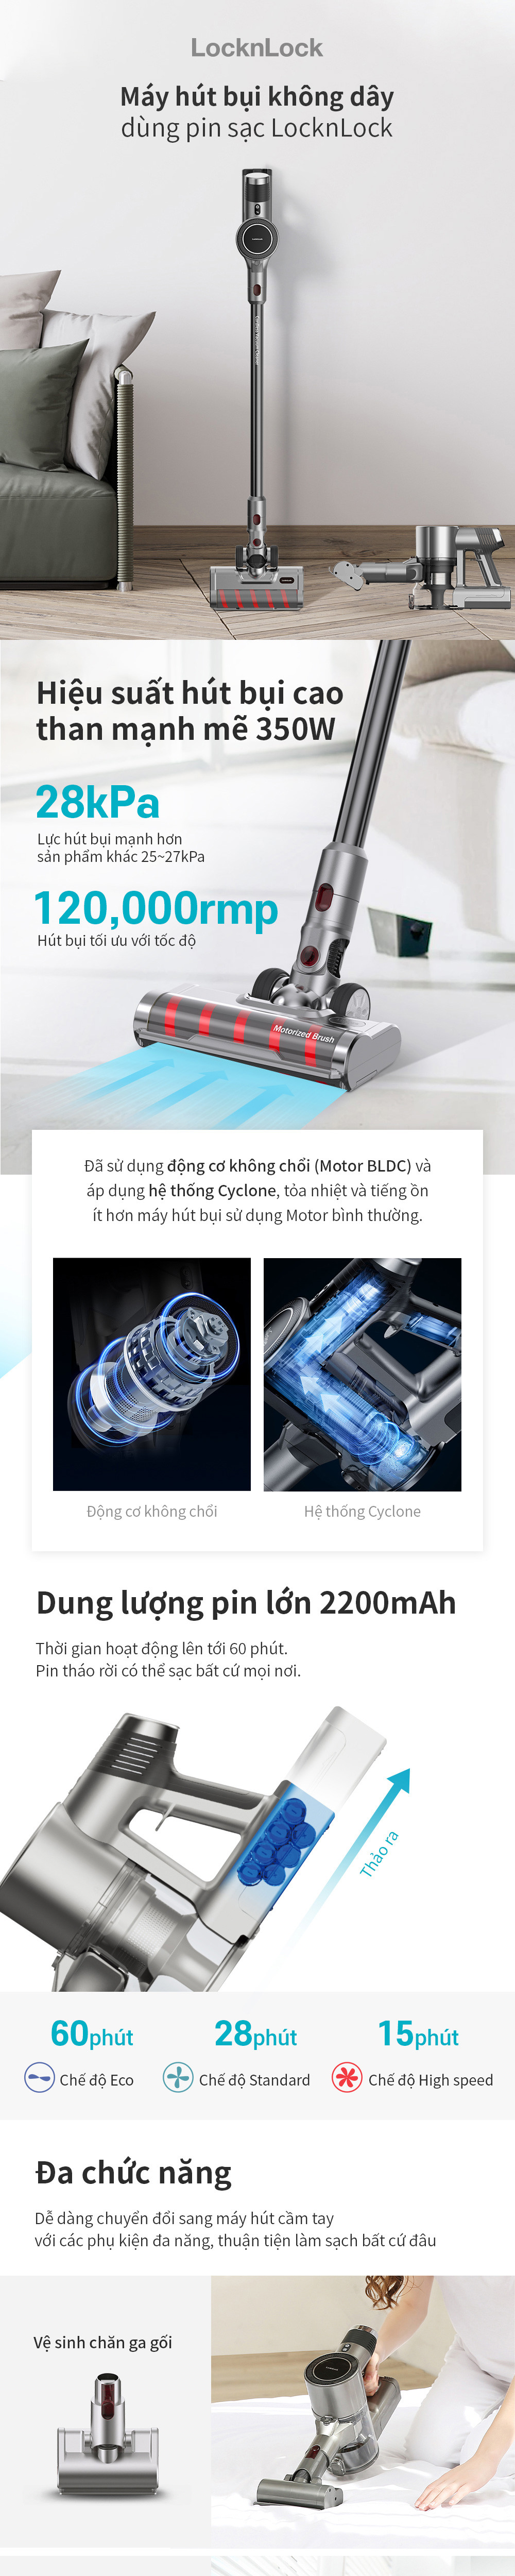 LocknLock
Máy hút bụi không dây
dùng pin sạc LocknLock
Hiệu suất hút bụi cao
than mạnh mẽ 350W
28kPa
Lực hút bụi mạnh hơn
sản phẩm khác 25~27kPa
120,000rmp
Hút bụi tối ưu với tốc độ
Motorized Brush
Đã sử dụng động cơ không chổi (Motor BLDC) và
áp dụng hệ thống Cyclone, tỏa nhiệt và tiếng ồn
ít hơn máy hút bụi sử dụng Motor bình thường.
Động cơ không chổi
Hệ thống Cyclone
Dung lượng pin lớn 2200mAh
Thời gian hoạt động lên tới 60 phút.
Pin tháo rời có thể sạc bất cứ mọi nơi.
Thảo ra
60phút
28phút
15phút
Chế độ Eco
Chế độ Standard
Chế độ High speed
Đa chức năng
Dễ dàng chuyển đổi sang máy hút cầm tay
với các phụ kiện đa năng, thuận tiện làm sạch bất cứ đâu
Vệ sinh chăn ga gối